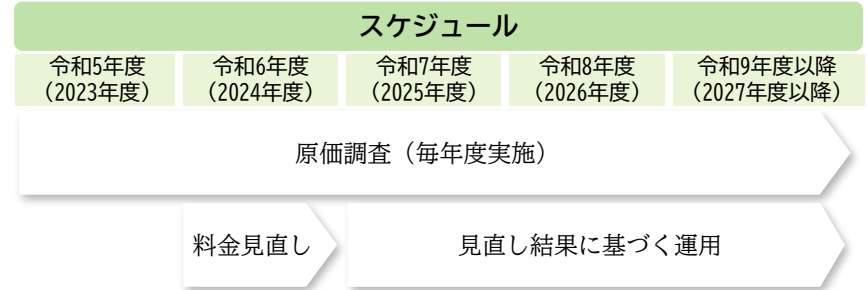 スケジュール
令和5年度
（2023年度）
令和6年度
（2024年度）
令和7年度
（2025年度）
令和8年度
（2026年度）
令和9年度以降
（2027年度以降）
原価調査（毎年度実施）
料金見直し
見直し結果に基づく運用